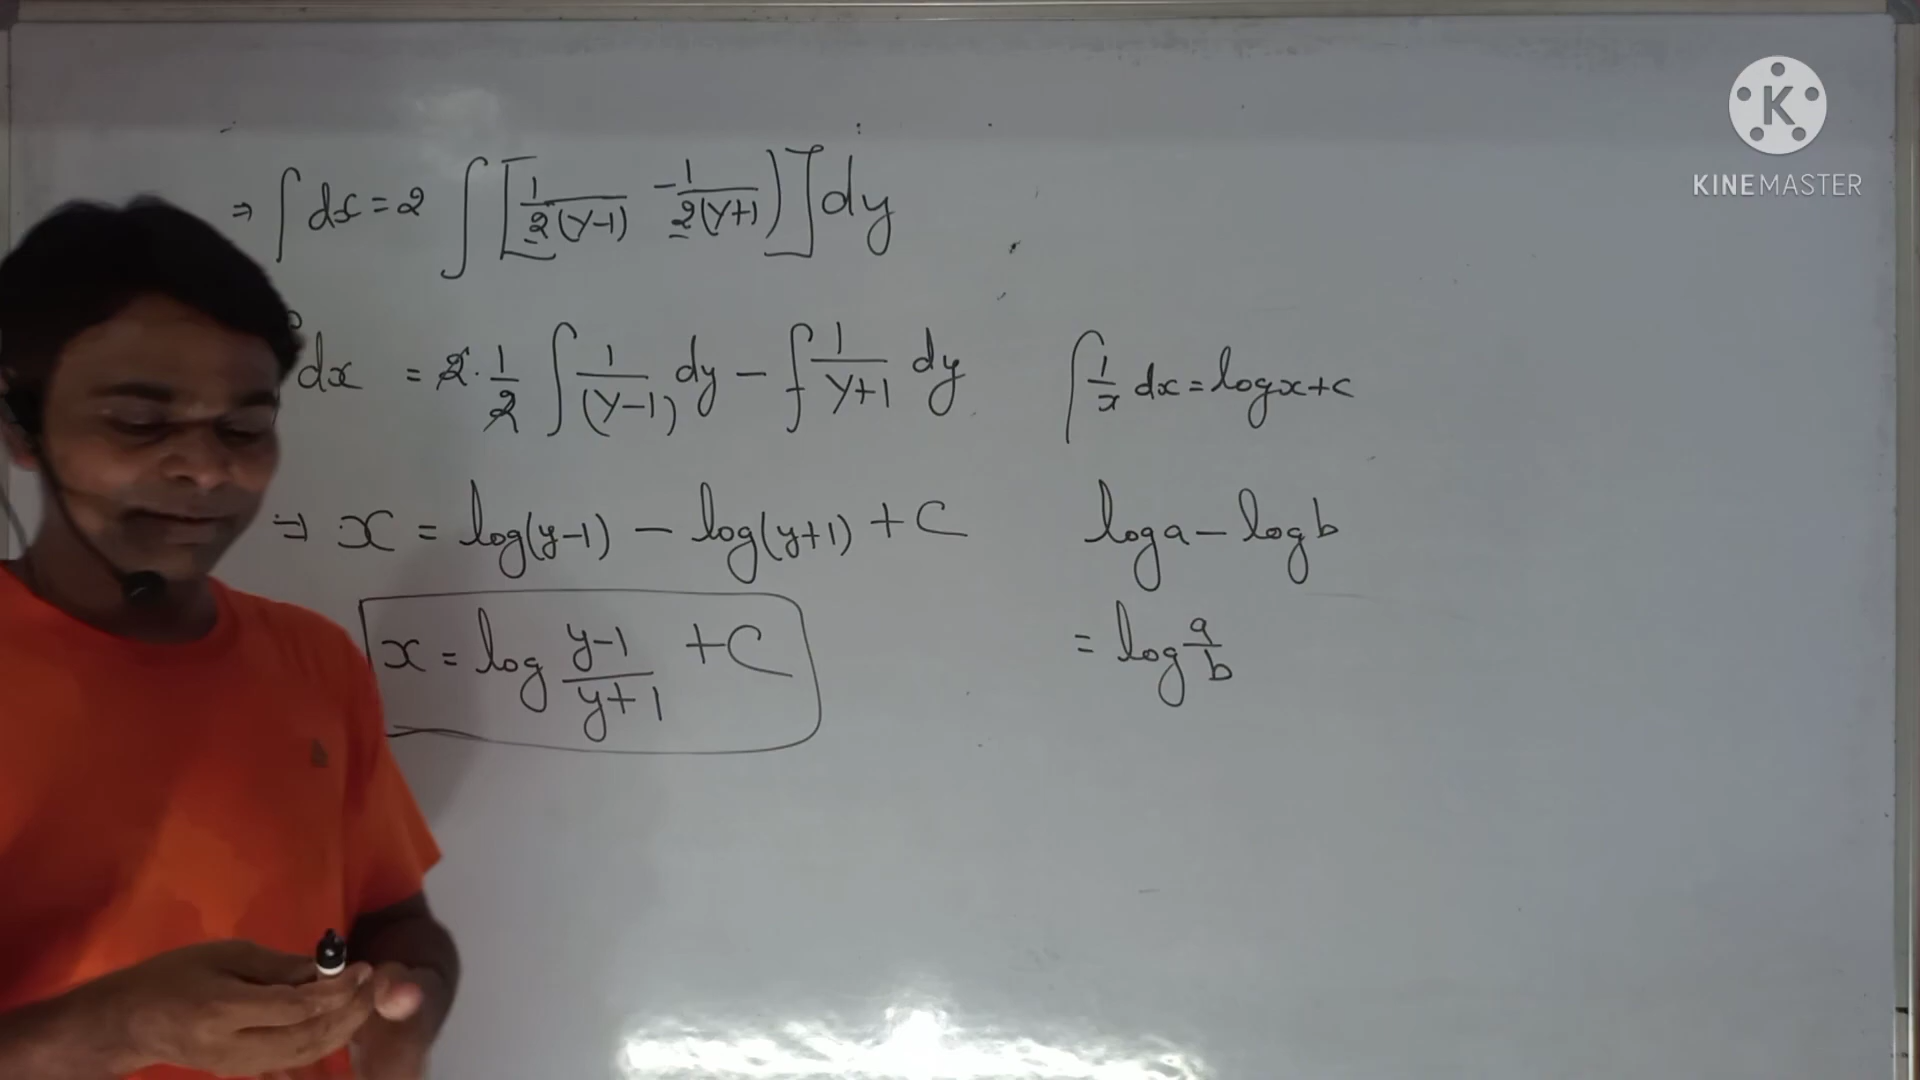 ⇒ ∫ dx = 2 ∫ [ 1/2(y-1) - 1/2(y+1) ) ] dy
dx = 2 · 1/2 ∫ 1/(y-1) dy - ∫ 1/y+1 dy
∫ 1/x dx = log x + c
⇒ x = log(y-1) - log(y+1) + C
log a - log b
x = log y-1/y+1 + C
= log a/b
KINEMASTER